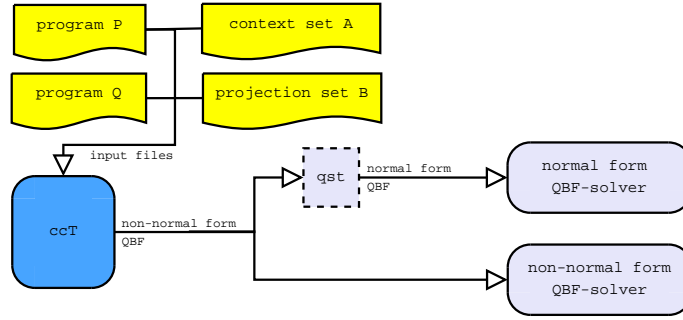 program P
context set A
program Q
projection set B
input files
ccT
non-normal form
QBF
qst
normal form
QBF
normal form
QBF-solver
non-normal form
QBF-solver